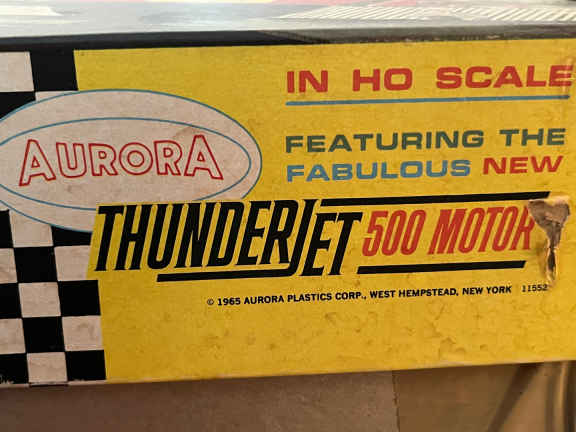 IN HO SCALE
AURORA
FEATURING THE
FABULOUS NEW
THUNDERJET 500 MOTOR
© 1965 AURORA PLASTICS CORP., WEST HEMPSTEAD, NEW YORK 11552